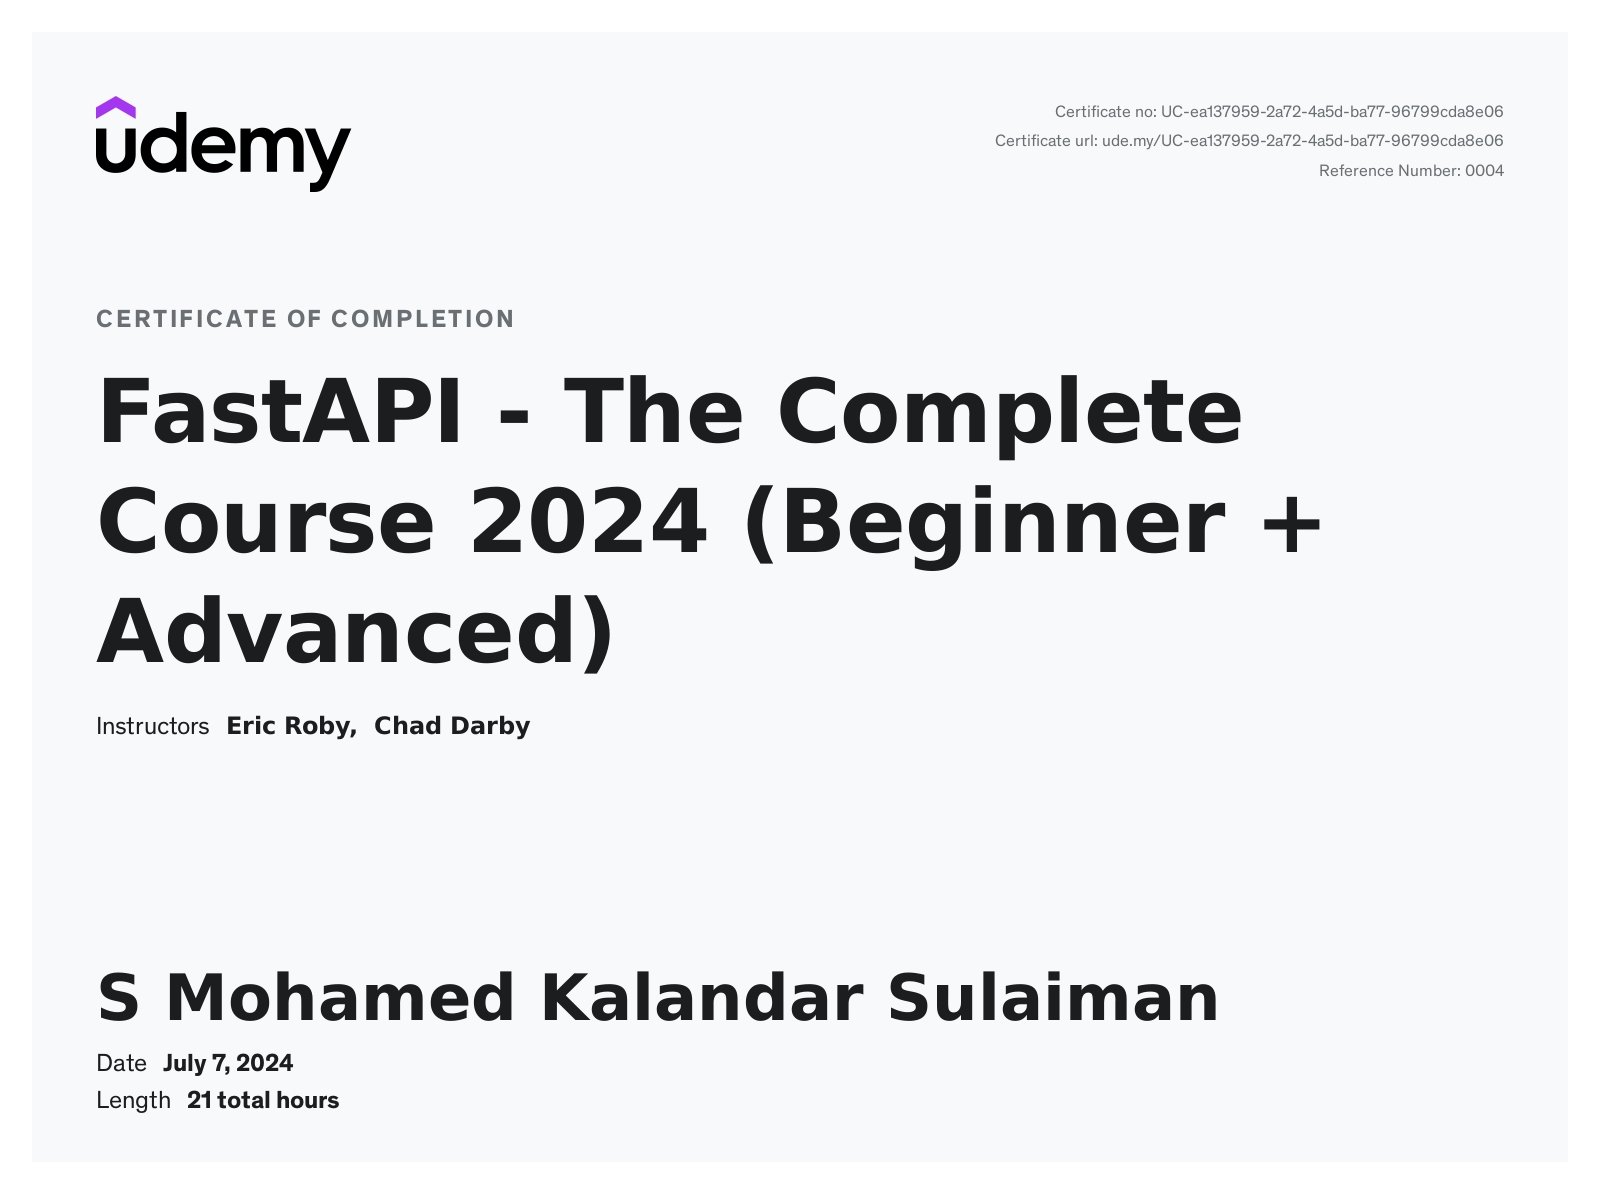 udemy
Certificate no: UC-ea137959-2a72-4a5d-ba77-96799cda8e06
Certificate url: ude.my/UC-ea137959-2a72-4a5d-ba77-96799cda8e06
Reference Number: 0004
CERTIFICATE OF COMPLETION
FastAPI - The Complete
Course 2024 (Beginner +
Advanced)
Instructors Eric Roby, Chad Darby
S Mohamed Kalandar Sulaiman
Date July 7, 2024
Length 21 total hours